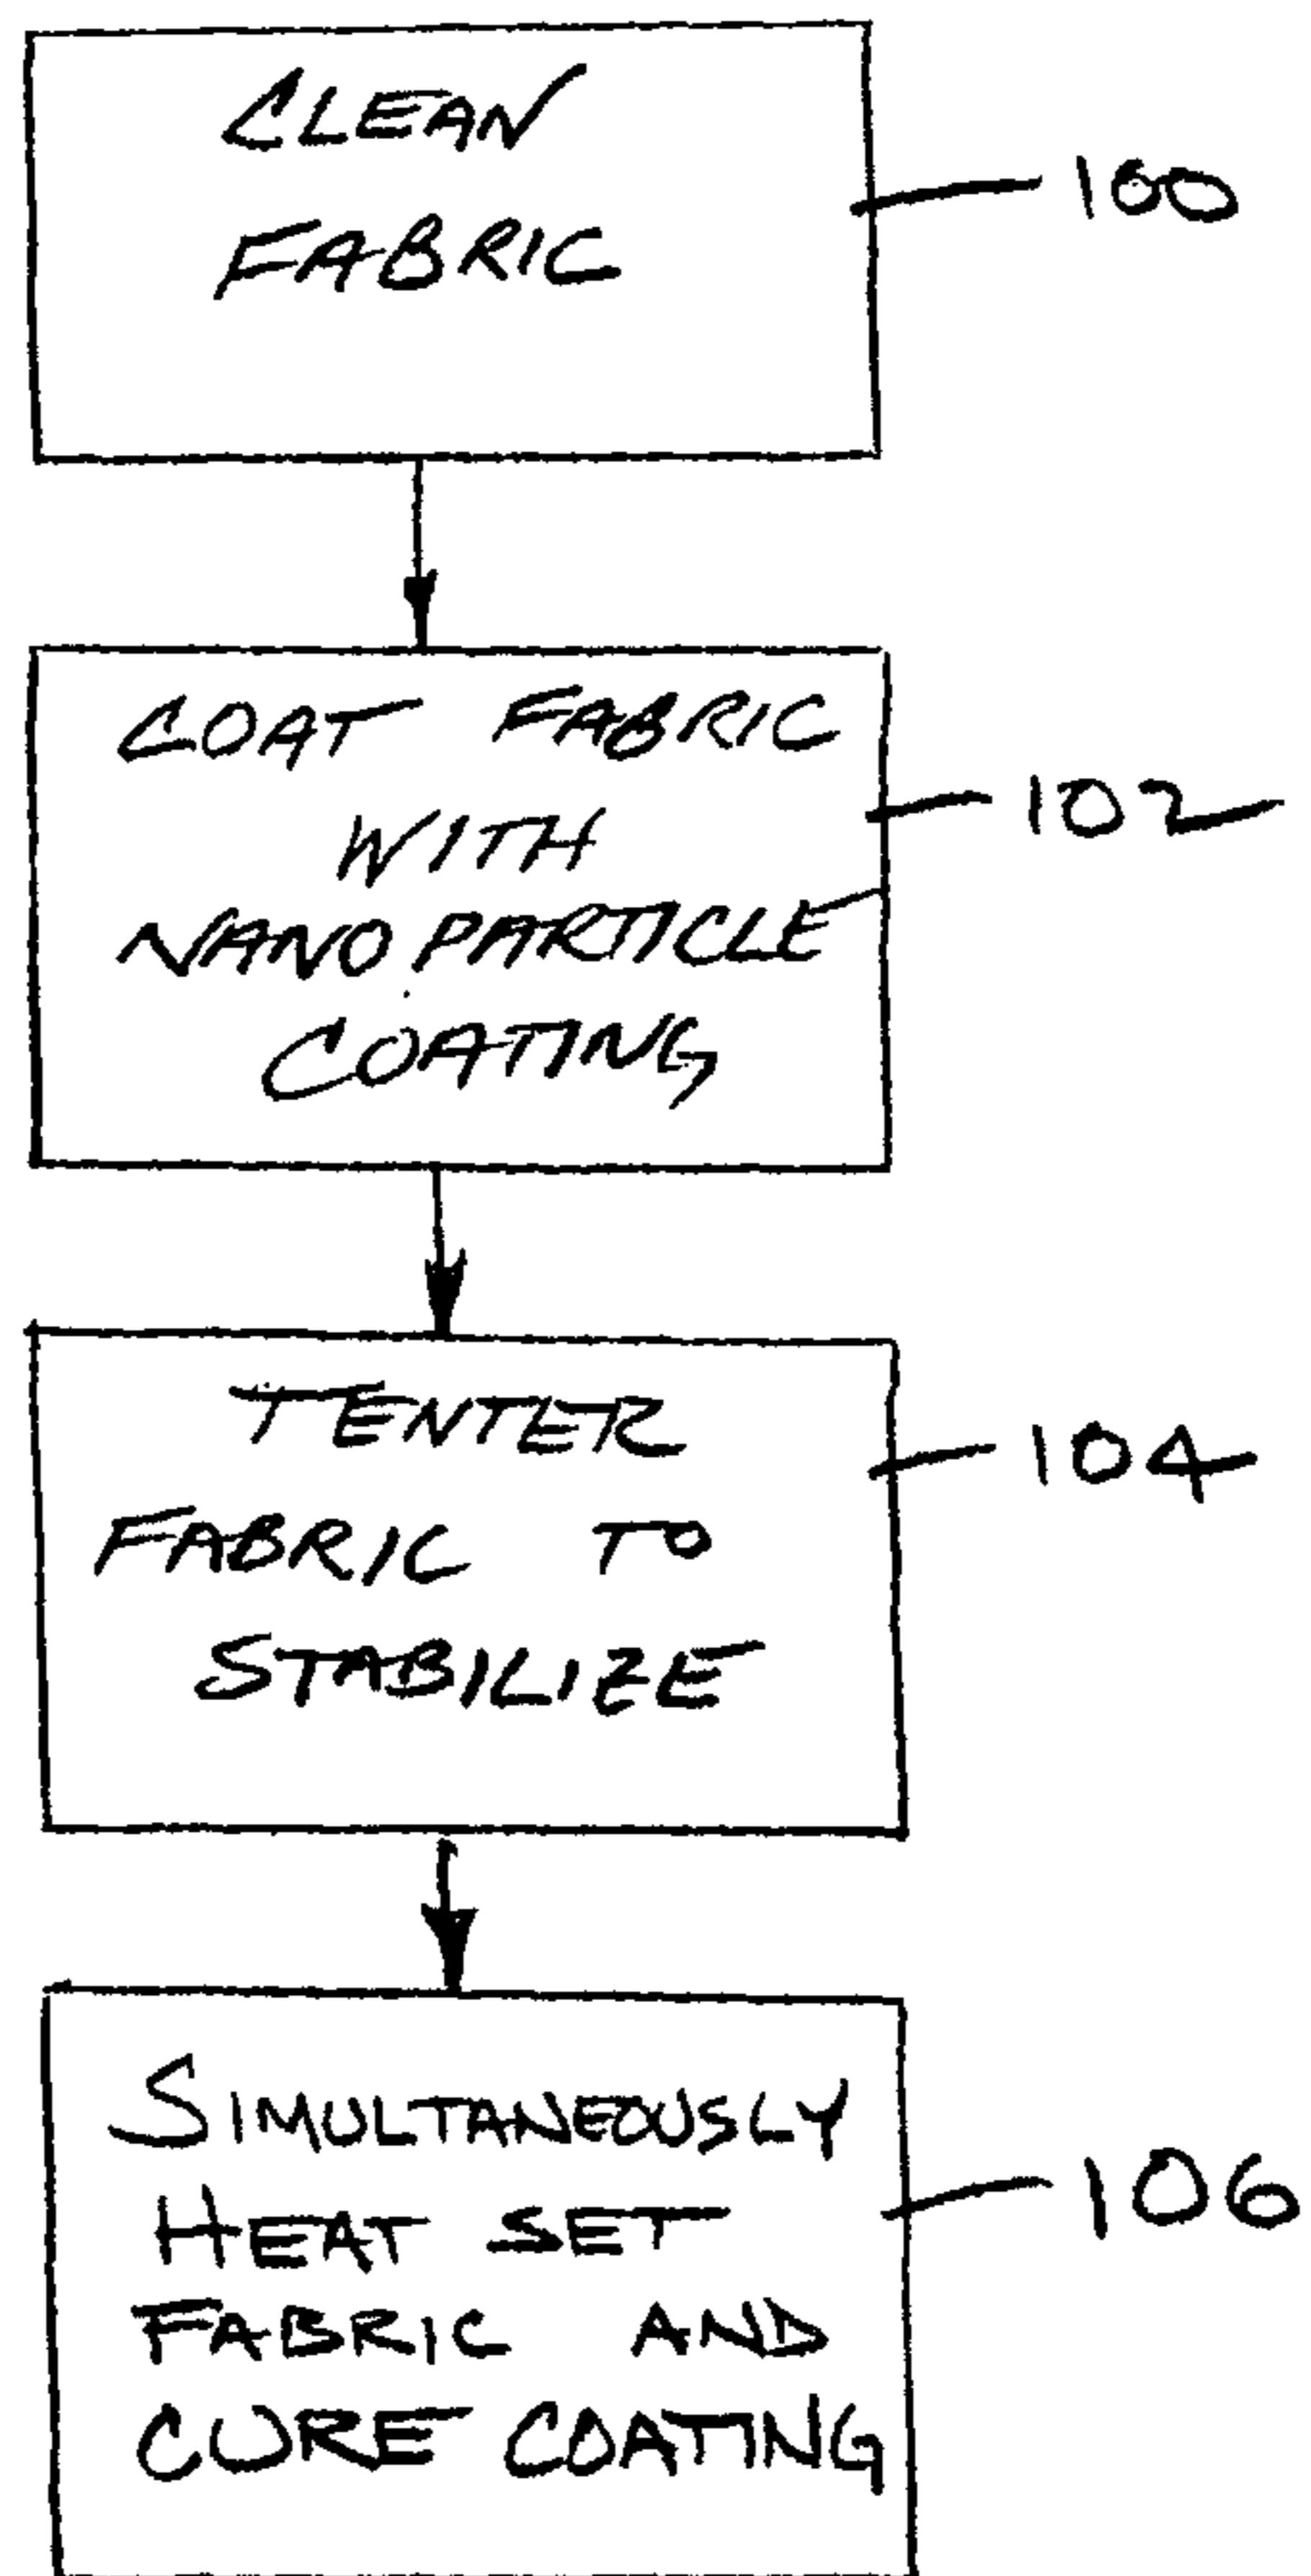 CLEAN
FABRIC
100
COAT FABRIC
WITH
NANO PARTICLE
COATING
102
TENTER
FABRIC TO
STABILIZE
104
SIMULTANEOUSLY
HEAT SET
FABRIC AND
CURE COATING
106